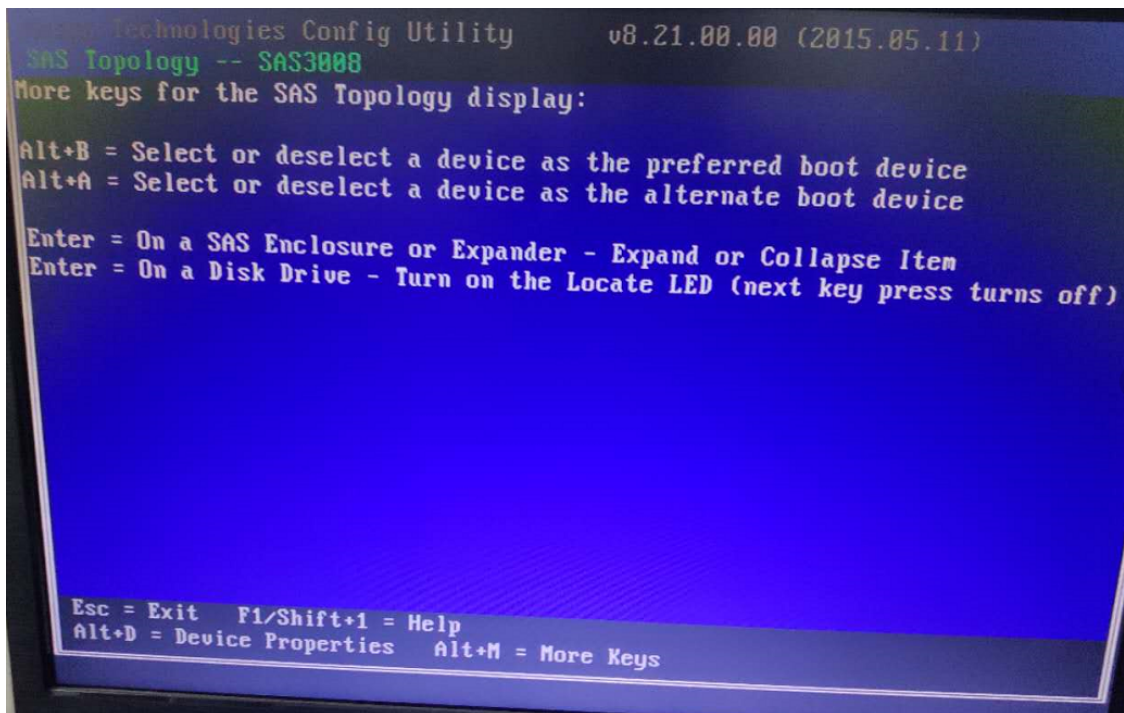 Technologies Config Utility v8.21.00.00 (2015.05.11)
SAS Topology -- SAS3008
More keys for the SAS Topology display:
Alt+B = Select or deselect a device as the preferred boot device
Alt+A = Select or deselect a device as the alternate boot device
Enter = On a SAS Enclosure or Expander - Expand or Collapse Item
Enter = On a Disk Drive - Turn on the Locate LED (next key press turns off)
Esc = Exit F1/Shift+1 = Help
Alt+D = Device Properties Alt+M = More Keys